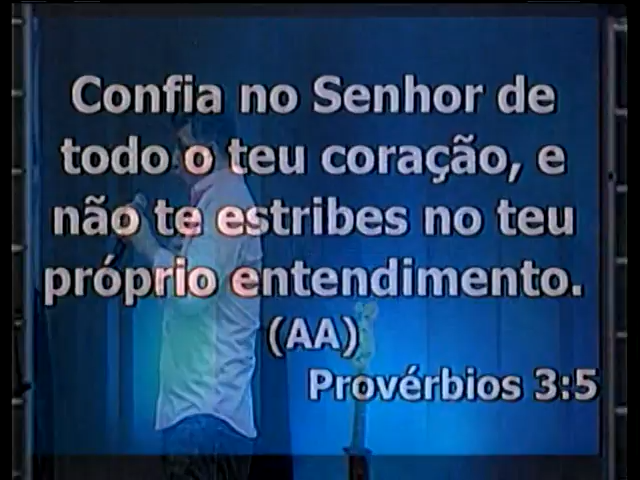 Confia no Senhor de
todo o teu coração, e
não te estribes no teu
próprio entendimento.
(AA)
Provérbios 3:5